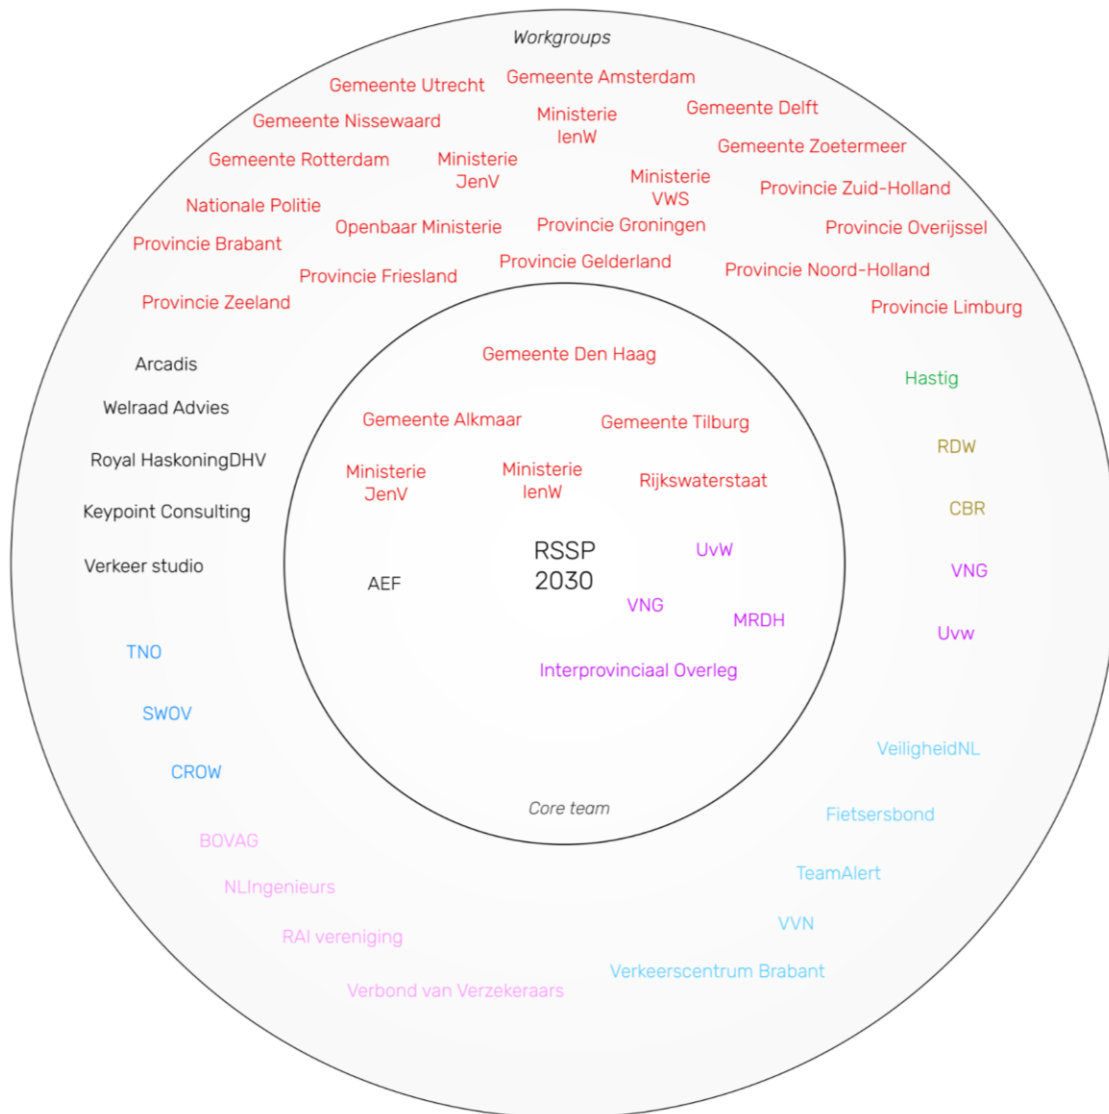 Workgroups
Gemeente Utrecht
Gemeente Amsterdam
Gemeente Nissewaard
Ministerie
IenW
Gemeente Delft
Gemeente Rotterdam
Ministerie
JenV
Gemeente Zoetermeer
Ministerie
VWS
Provincie Zuid-Holland
Nationale Politie
Openbaar Ministerie
Provincie Groningen
Provincie Overijssel
Provincie Brabant
Provincie Friesland
Provincie Gelderland
Provincie Noord-Holland
Provincie Zeeland
Provincie Limburg
Arcadis
Welraad Advies
Royal HaskoningDHV
Keypoint Consulting
Verkeer studio
Gemeente Den Haag
Gemeente Alkmaar
Gemeente Tilburg
Ministerie
JenV
Ministerie
IenW
Rijkswaterstaat
RSSP
2030
AEF
UvW
VNG
MRDH
Interprovinciaal Overleg
Core team
Hastig
RDW
CBR
VNG
Uvw
TNO
SWOV
CROW
BOVAG
NLIngenieurs
RAI vereniging
Verbond van Verzekeraars
VeiligheidNL
Fietsersbond
TeamAlert
VVN
Verkeerscentrum Brabant